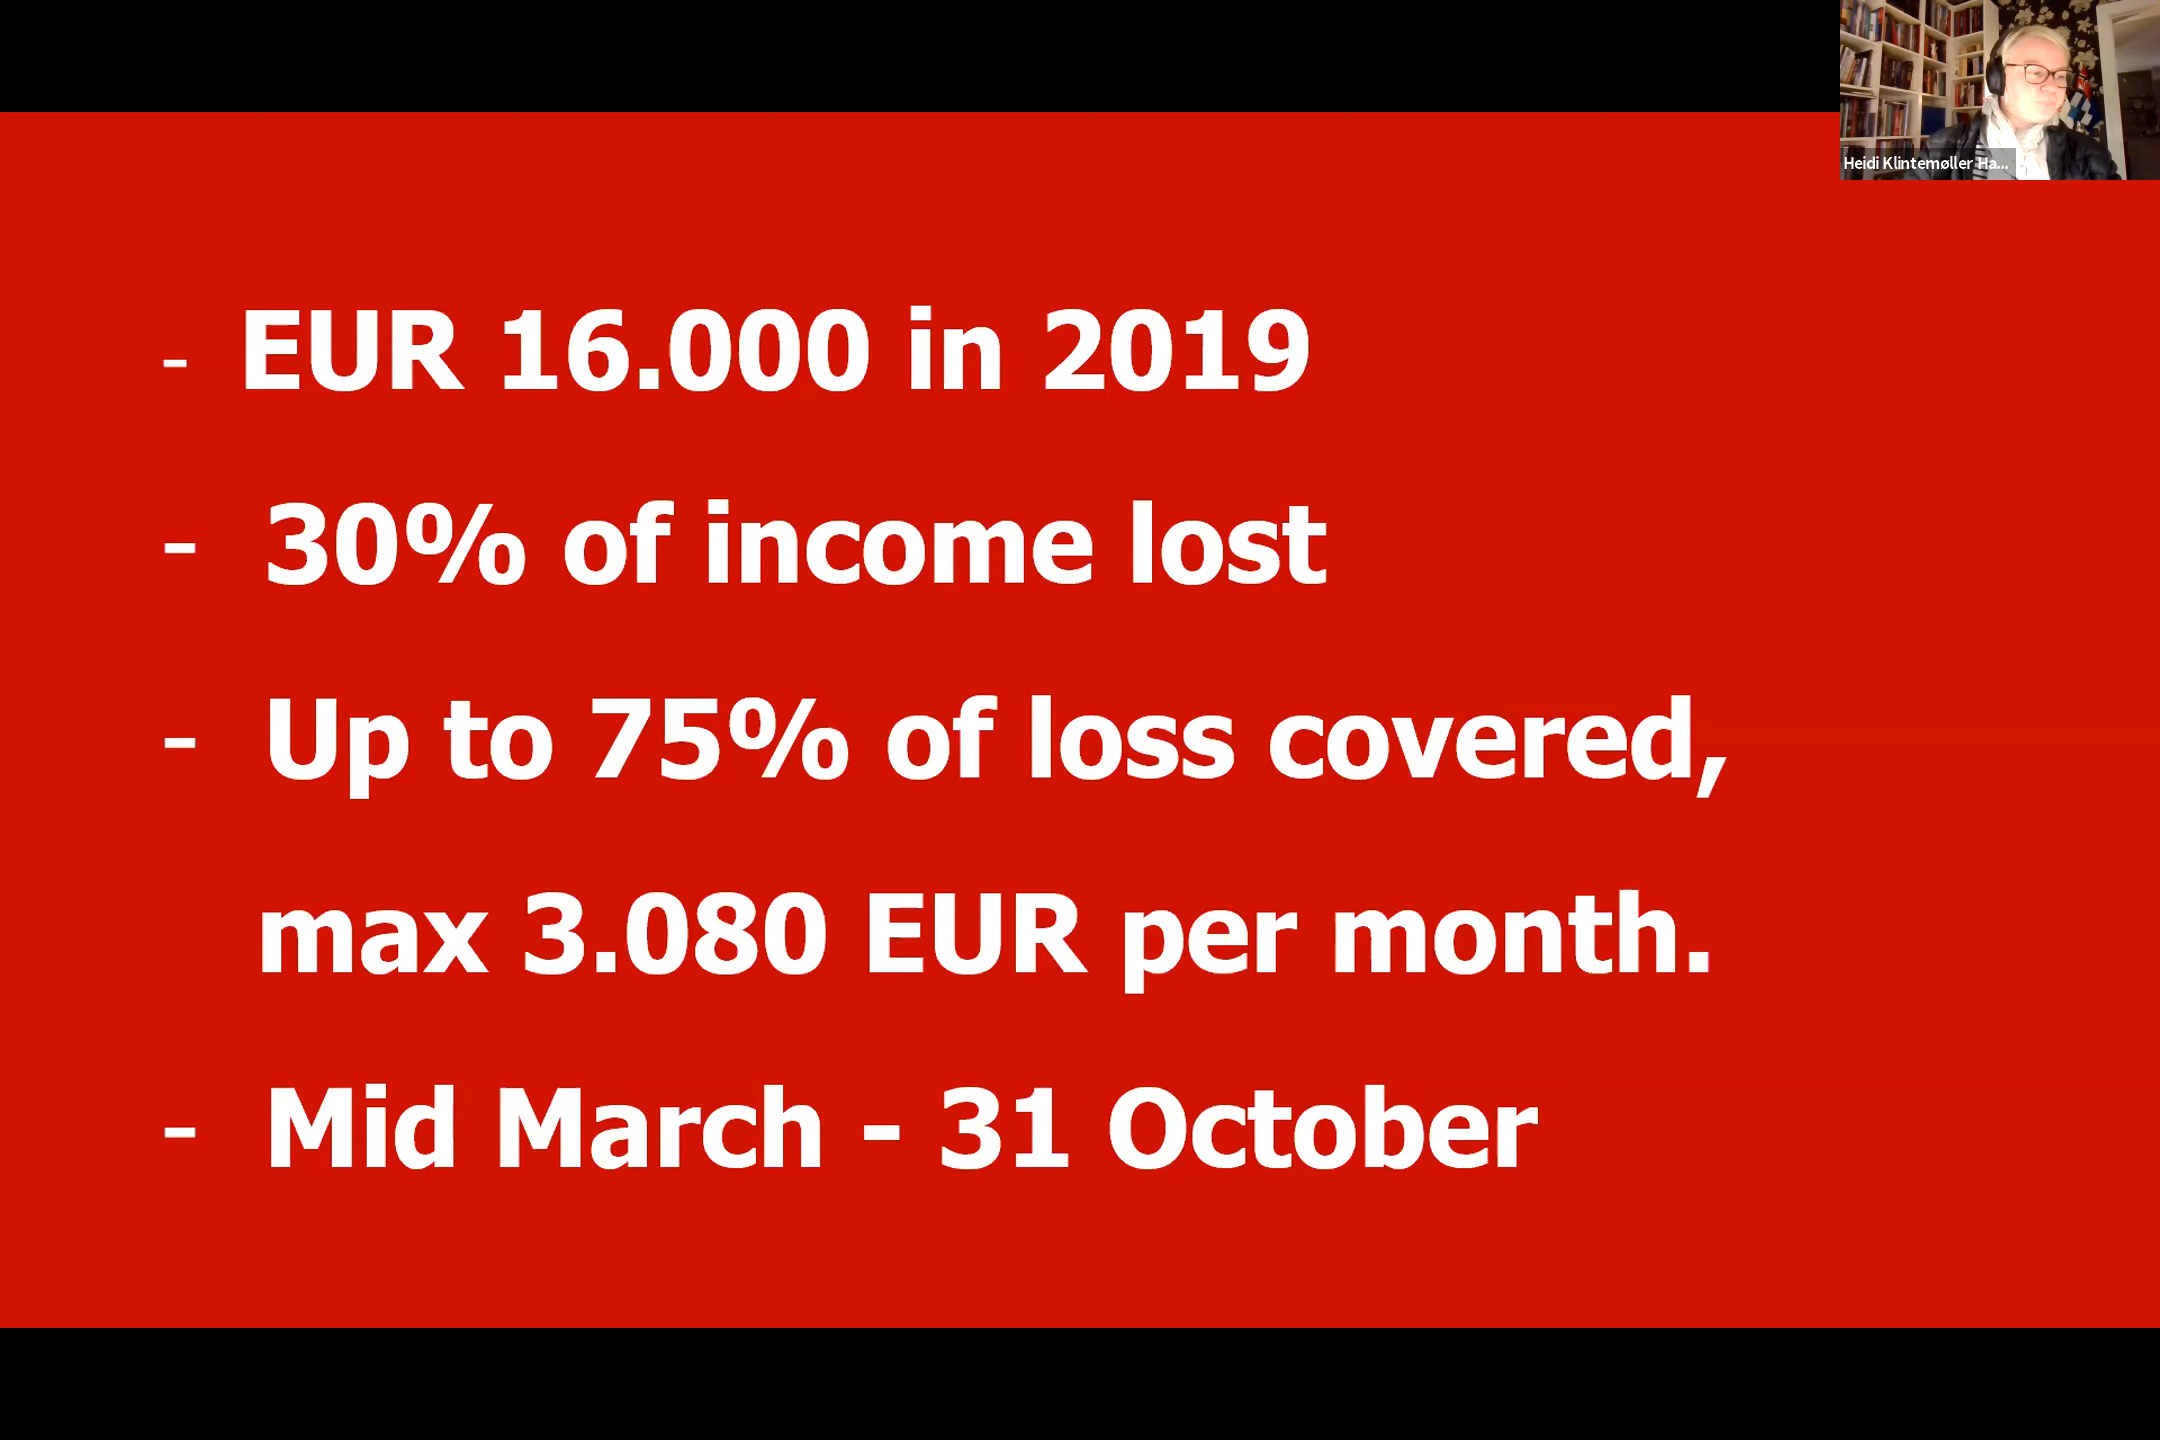 Heidi Klintemøller Ha...
- EUR 16.000 in 2019
- 30% of income lost
- Up to 75% of loss covered,
max 3.080 EUR per month.
- Mid March - 31 October